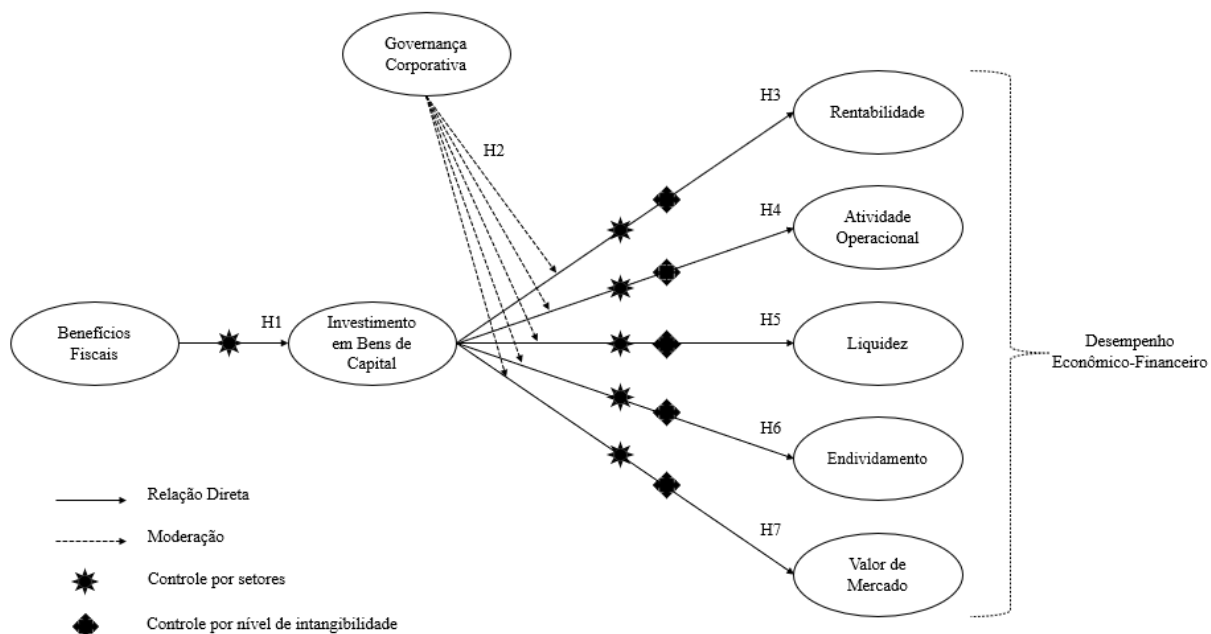 Governança
Corporativa
H3
Rentabilidade
H2
H4
Atividade
Operacional
Benefícios
Fiscais
H1
Investimento
em Bens de
Capital
H5
Liquidez
Desempenho
Econômico-Financeiro
H6
Endividamento
H7
Valor de
Mercado
Relação Direta
Moderação
Controle por setores
Controle por nível de intangibilidade